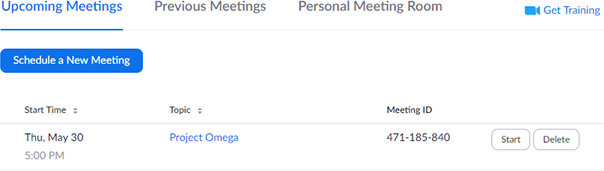 Upcoming Meetings Previous Meetings Personal Meeting Room Get Training
Schedule a New Meeting
Start Time Topic Meeting ID
Thu, May 30 Project Omega 471-185-840 Start Delete
5:00 PM